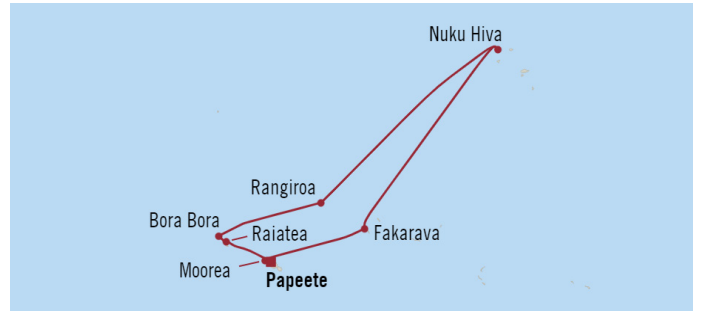 Nuku Hiva
Rangiroa
Bora Bora
Raiatea
Fakarava
Moorea
Papeete